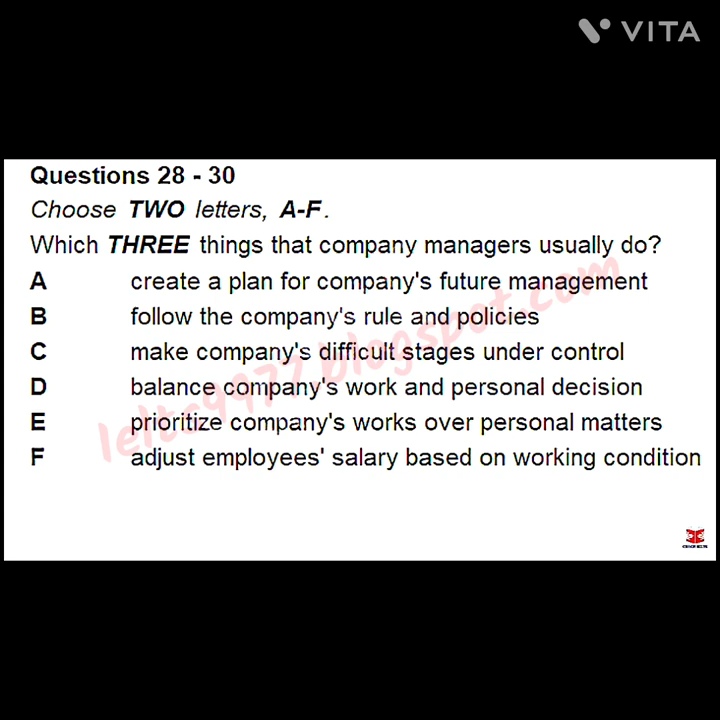 VITA
Questions 28 - 30
Choose TWO letters, A-F.
Which THREE things that company managers usually do?
A create a plan for company's future management
B follow the company's rule and policies
C make company's difficult stages under control
D balance company's work and personal decision
E prioritize company's works over personal matters
F adjust employees' salary based on working condition
Ieltc9977.blogspot.com